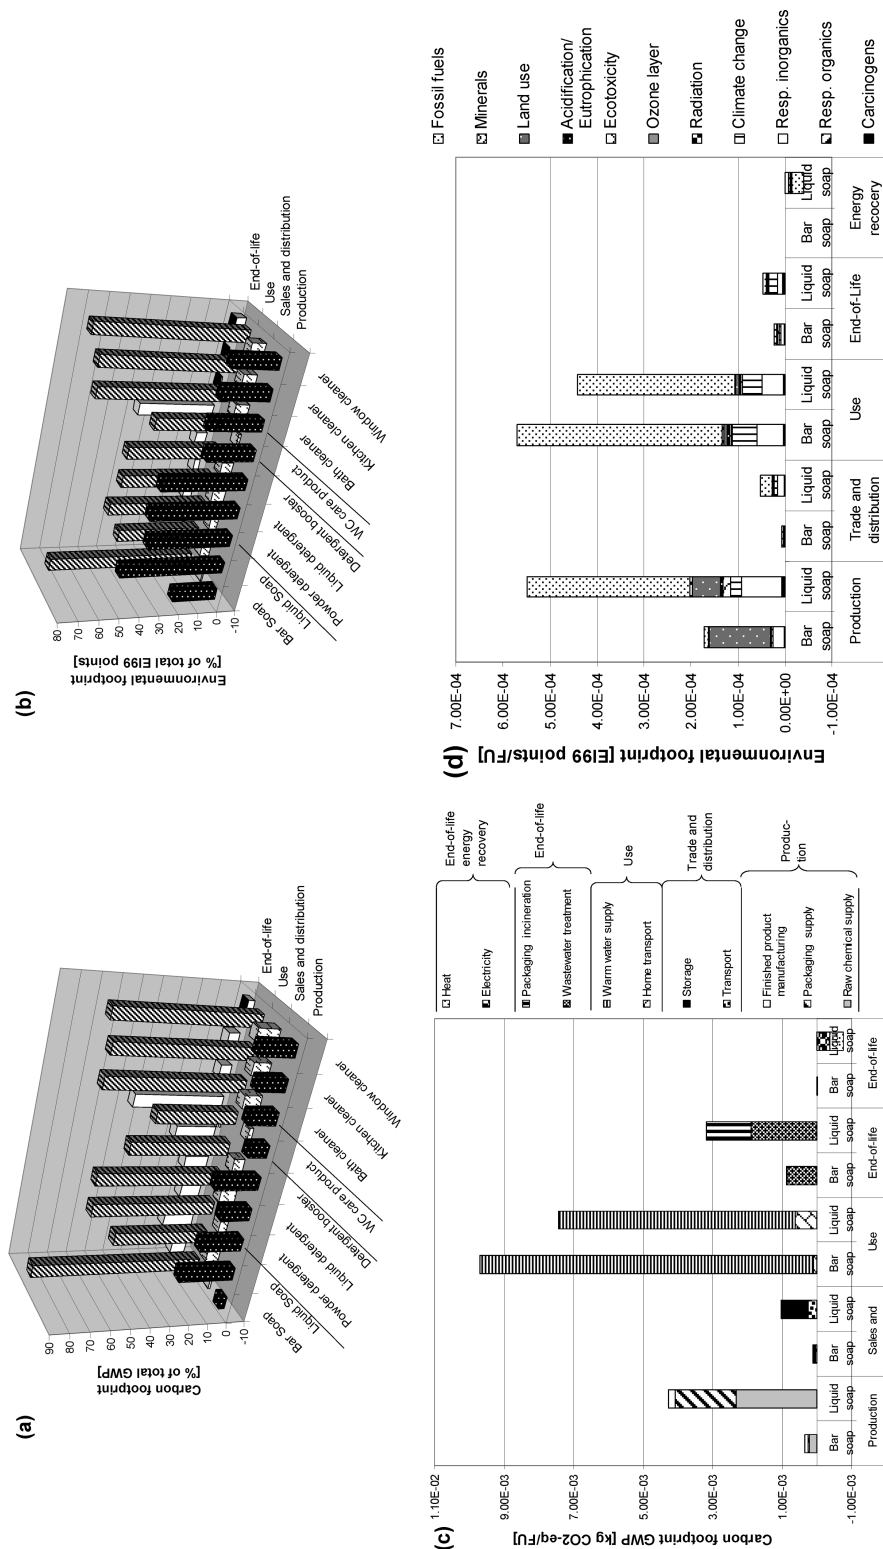 (a)
Carbon footprint
[% of total GWP]
90
80
70
60
50
40
30
20
10
0
-10
Bar Soap
Liquid Soap
Powder detergent
Liquid detergent
Detergent booster
WC care product
Bath cleaner
Kitchen cleaner
Window cleaner
End-of-life
Use
Sales and distribution
Production
(b)
Environmental footprint
[% of total EI99 points]
80
70
60
50
40
30
20
10
0
-10
Bar Soap
Liquid Soap
Powder detergent
Liquid detergent
Detergent booster
WC care product
Bath cleaner
Kitchen cleaner
Window cleaner
End-of-life
Use
Sales and distribution
Production
(c)
Carbon footprint GWP [kg CO2-eq/FU]
1.10E-02
9.00E-03
7.00E-03
5.00E-03
3.00E-03
1.00E-03
-1.00E-03
Bar soap
Liquid soap
Bar soap
Liquid soap
Bar soap
Liquid soap
Bar soap
Liquid soap
Bar soap
Liquid soap
Production
Sales and
Use
End-of-life
End-of-life
Heat
Electricity
Packaging incineration
Wastewater treatment
Warm water supply
Home transport
Storage
Transport
Finished product
manufacturing
Packaging supply
Raw chemical supply
End-of-life
energy
recovery
End-of-life
Use
Trade and
distribution
Produc-
tion
(d)
Environmental footprint [EI99 points/FU]
7.00E-04
6.00E-04
5.00E-04
4.00E-04
3.00E-04
2.00E-04
1.00E-04
0.00E+00
-1.00E-04
Bar soap
Liquid soap
Bar soap
Liquid soap
Bar soap
Liquid soap
Bar soap
Liquid soap
Bar soap
Liquid soap
Production
Trade and
distribution
Use
End-of-Life
Energy
recocery
Fossil fuels
Minerals
Land use
Acidification/
Eutrophication
Ecotoxicity
Ozone layer
Radiation
Climate change
Resp. inorganics
Resp. organics
Carcinogens